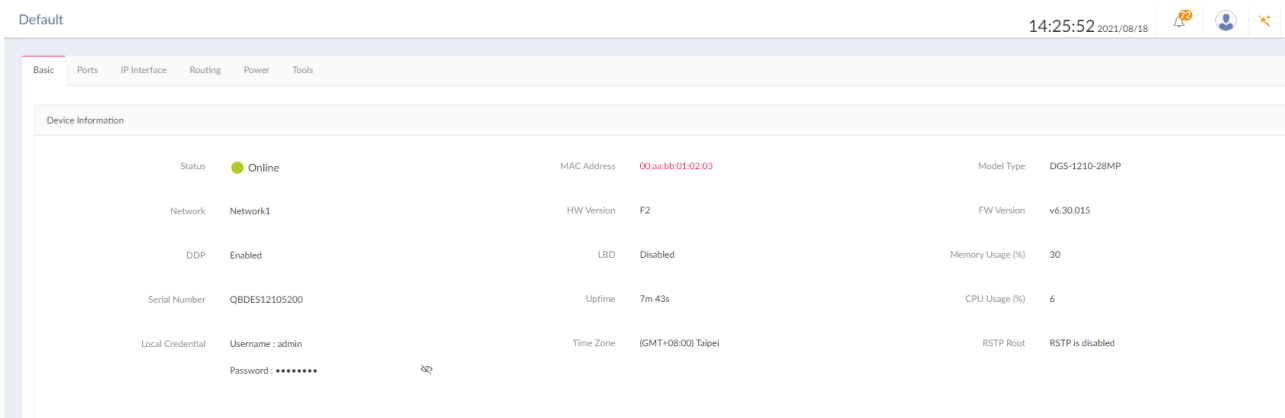 Default
14:25:52 2021/08/18
72
Basic Ports IP Interface Routing Power Tools
Device Information
Status Online MAC Address 00:aa:bb:01:02:03 Model Type DGS-1210-28MP
Network Network1 HW Version F2 FW Version v6.30.015
DDP Enabled LBD Disabled Memory Usage (%) 30
Serial Number QBDES12105200 Uptime 7m 43s CPU Usage (%) 6
Local Credential Username : admin Time Zone (GMT+08:00) Taipei RSTP Root RSTP is disabled
Password : ••••••••